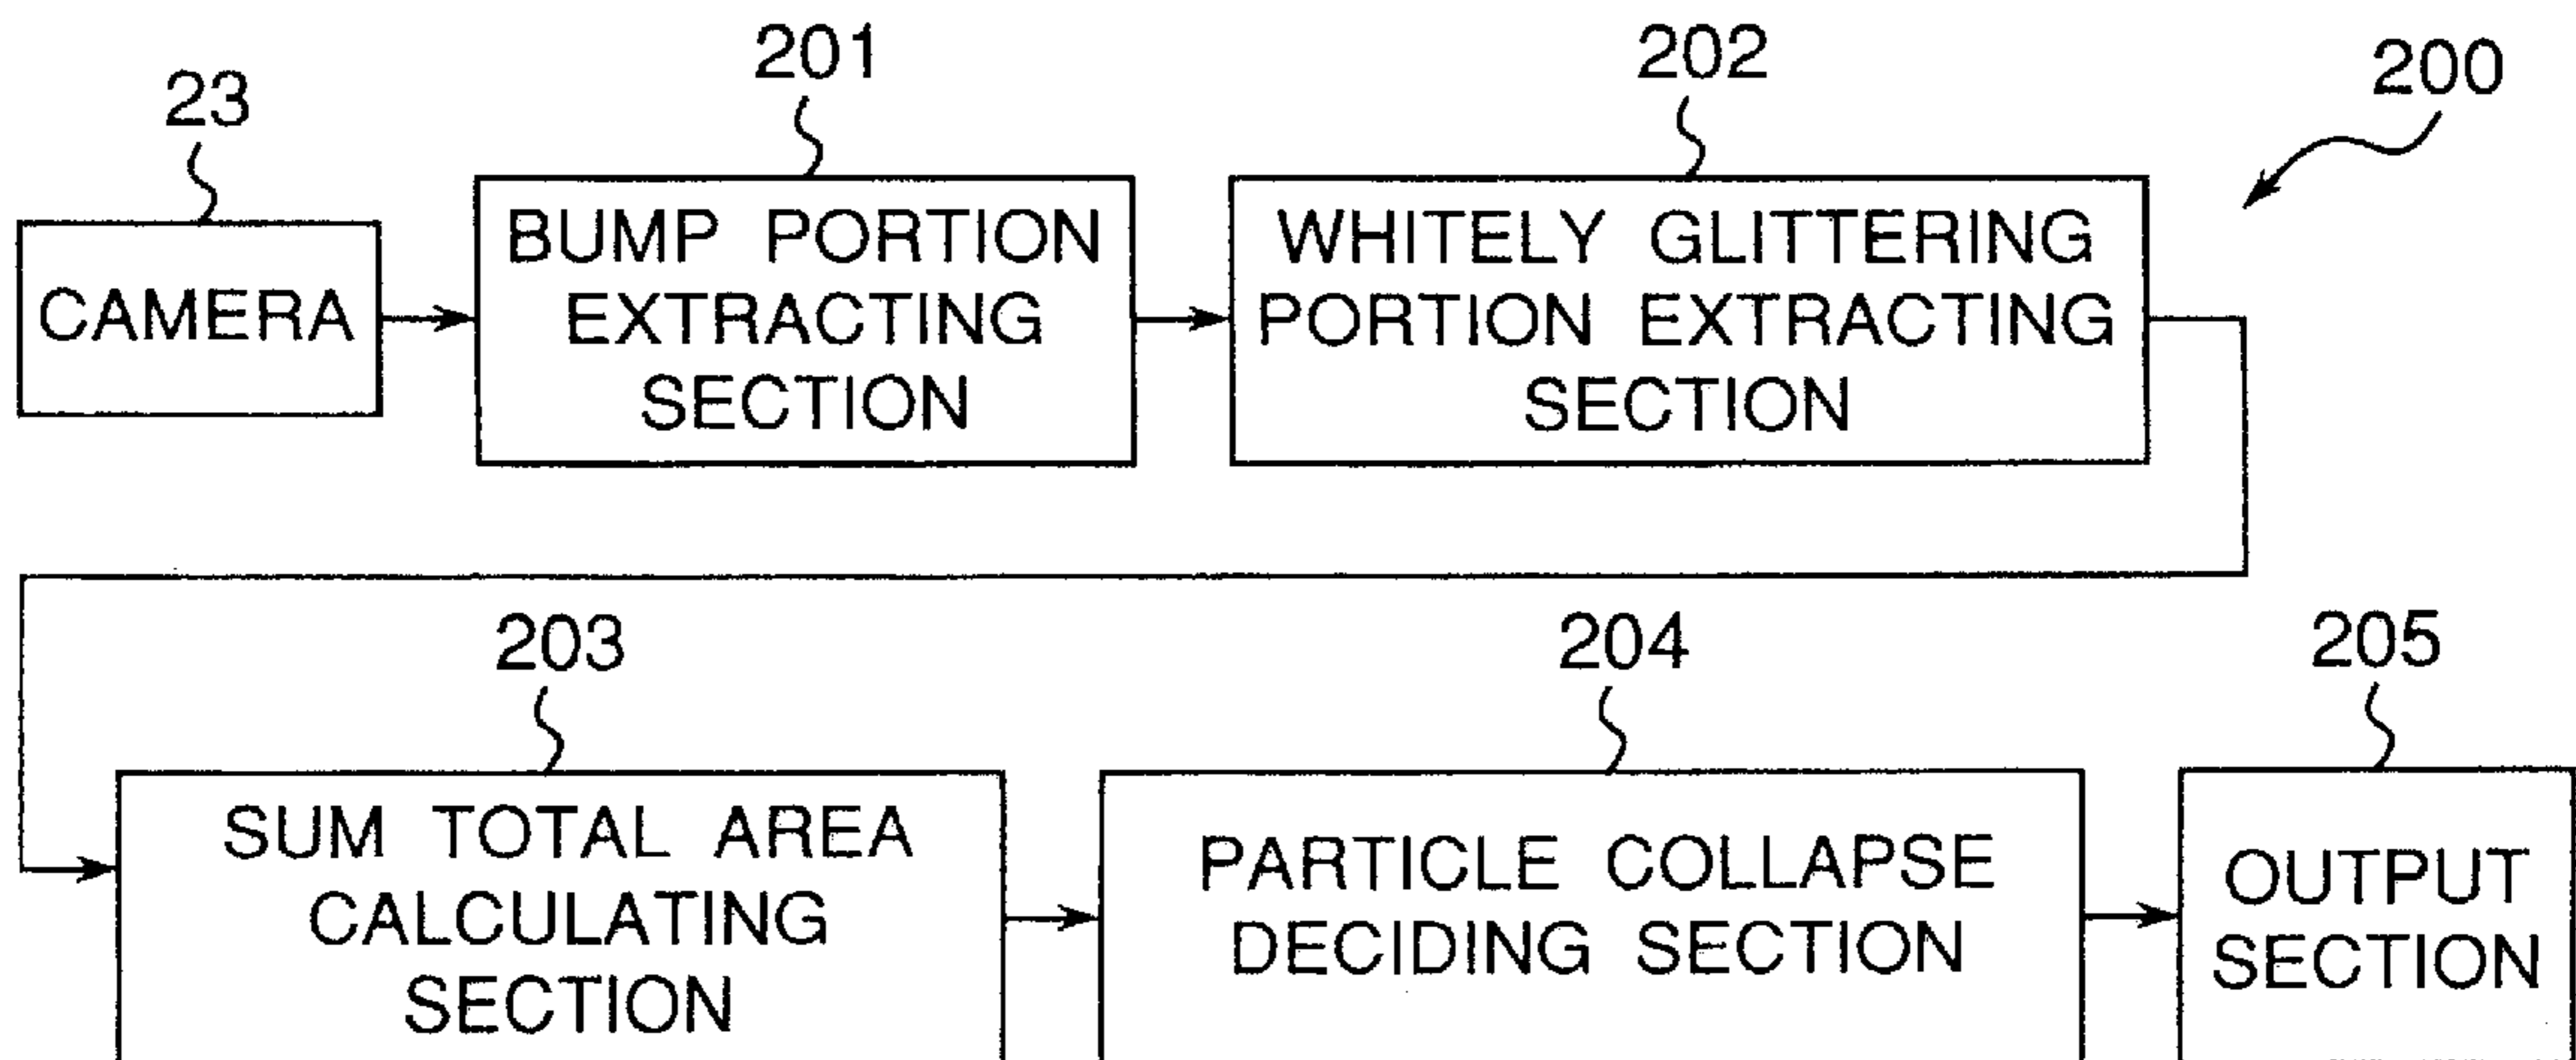 201
202
200
23
CAMERA
BUMP PORTION
EXTRACTING
SECTION
WHITELY GLITTERING
PORTION EXTRACTING
SECTION
203
204
205
SUM TOTAL AREA
CALCULATING
SECTION
PARTICLE COLLAPSE
DECIDING SECTION
OUTPUT
SECTION